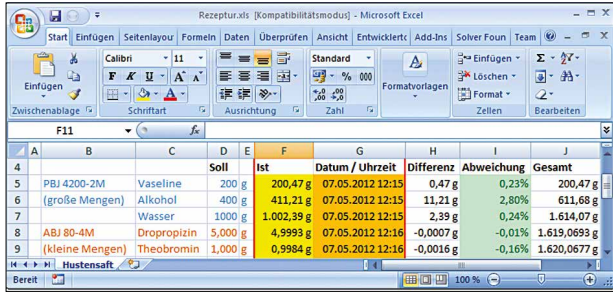 Rezeptur.xls [Kompatibilitätsmodus] - Microsoft Excel
Start Einfügen Seitenlayou Formeln Daten Überprüfen Ansicht Entwicklertc Add-Ins Solver Foun Team
Calibri 11 Standard
Einfügen F K U A A % 000 Formatvorlagen Einfügen Löschen Format Σ
Zwischenablage Schriftart Ausrichtung Zahl Zellen Bearbeiten
F11 fx
A B C D E F G H I J
4 Soll Ist Datum / Uhrzeit Differenz Abweichung Gesamt
5 PBJ 4200-2M Vaseline 200 g 200,47 g 07.05.2012 12:15 0,47 g 0,23% 200,47 g
6 (große Mengen) Alkohol 400 g 411,21 g 07.05.2012 12:15 11,21 g 2,80% 611,68 g
7 Wasser 1000 g 1.002,39 g 07.05.2012 12:15 2,39 g 0,24% 1.614,07 g
8 ABJ 80-4M Dropropizin 5,000 g 4,9993 g 07.05.2012 12:16 -0,0007 g -0,01% 1.619,0693 g
9 (kleine Mengen) Theobromin 1,000 g 0,9984 g 07.05.2012 12:16 -0,0016 g -0,16% 1.620,0677 g
Hustensaft
Bereit 100 %